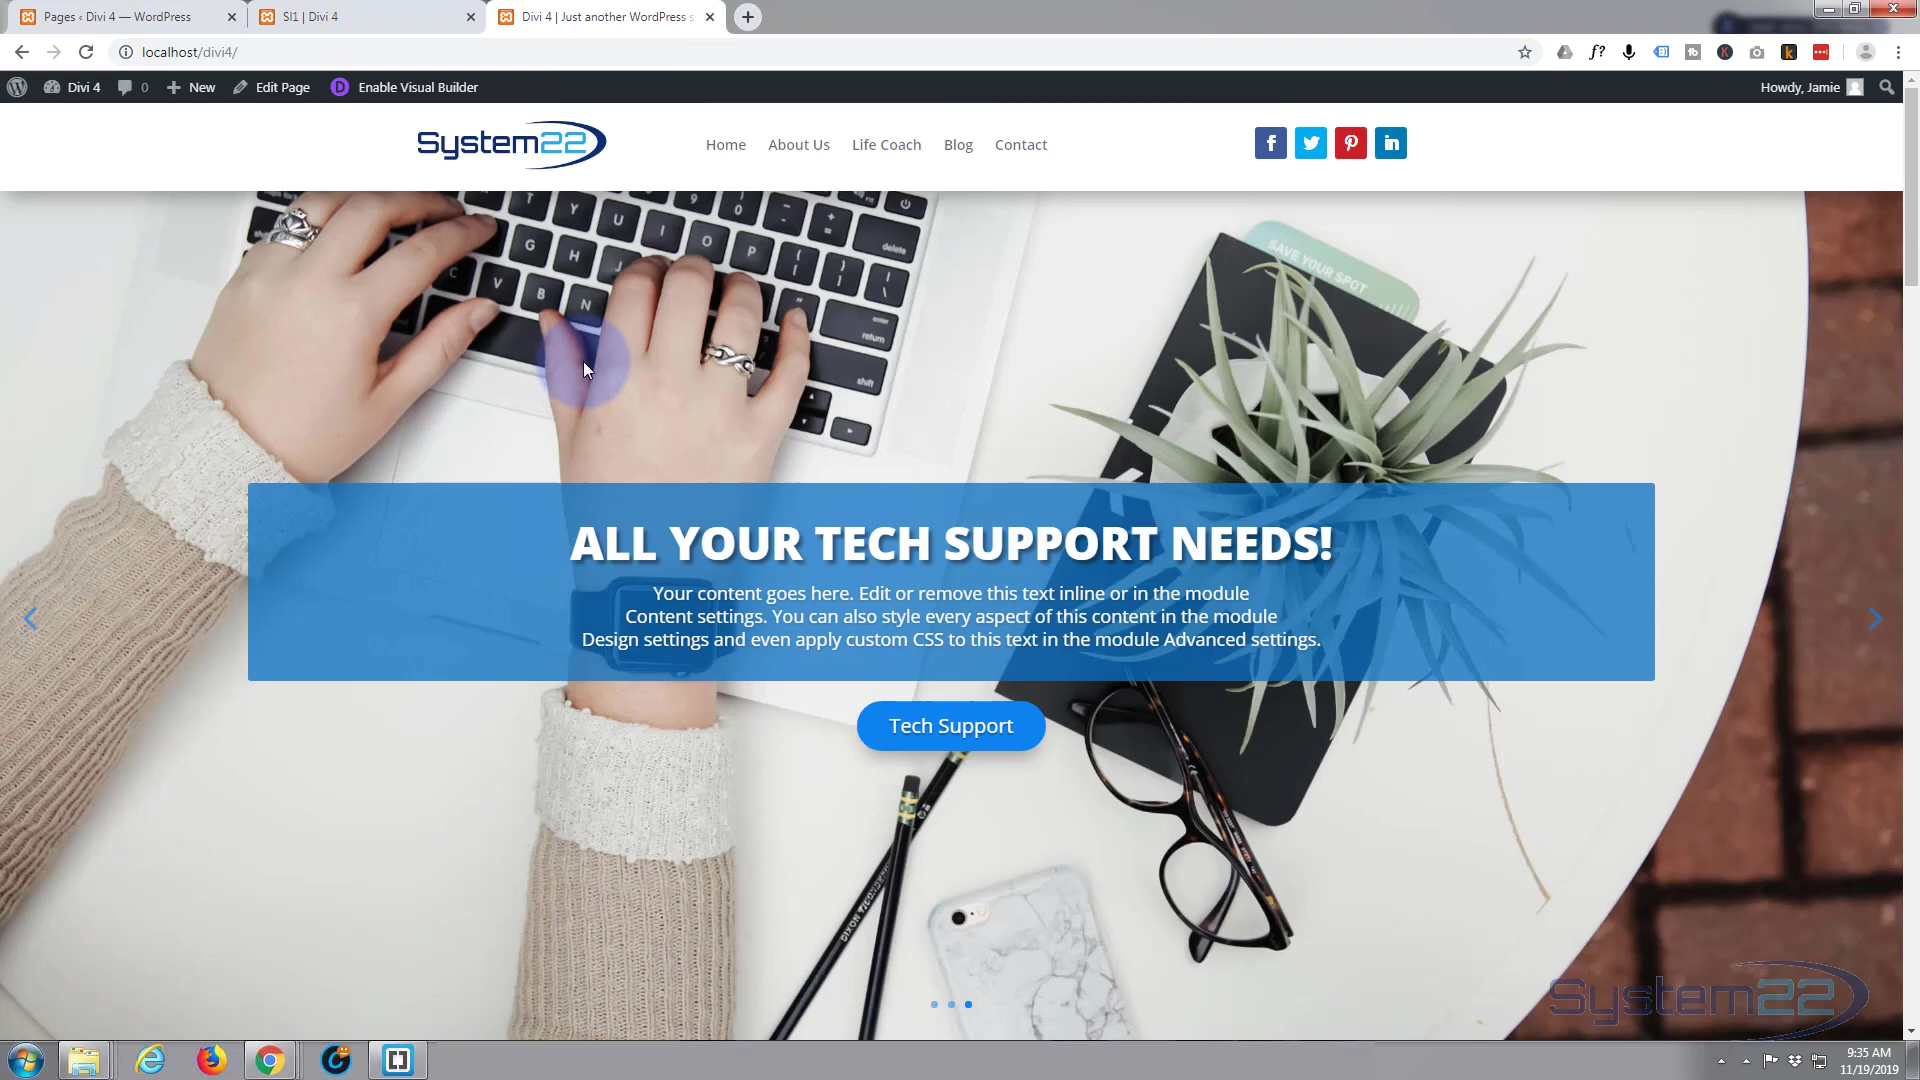 Pages ‹ Divi 4 — WordPress
Sl1 | Divi 4
Divi 4 | Just another WordPress s
localhost/divi4/
Divi 4
0
New
Edit Page
Enable Visual Builder
Howdy, Jamie
System22
Home
About Us
Life Coach
Blog
Contact
SAVE YOUR SPOT
ALL YOUR TECH SUPPORT NEEDS!
Your content goes here. Edit or remove this text inline or in the module
Content settings. You can also style every aspect of this content in the module
Design settings and even apply custom CSS to this text in the module Advanced settings.
Tech Support
System22
9:35 AM
11/19/2019